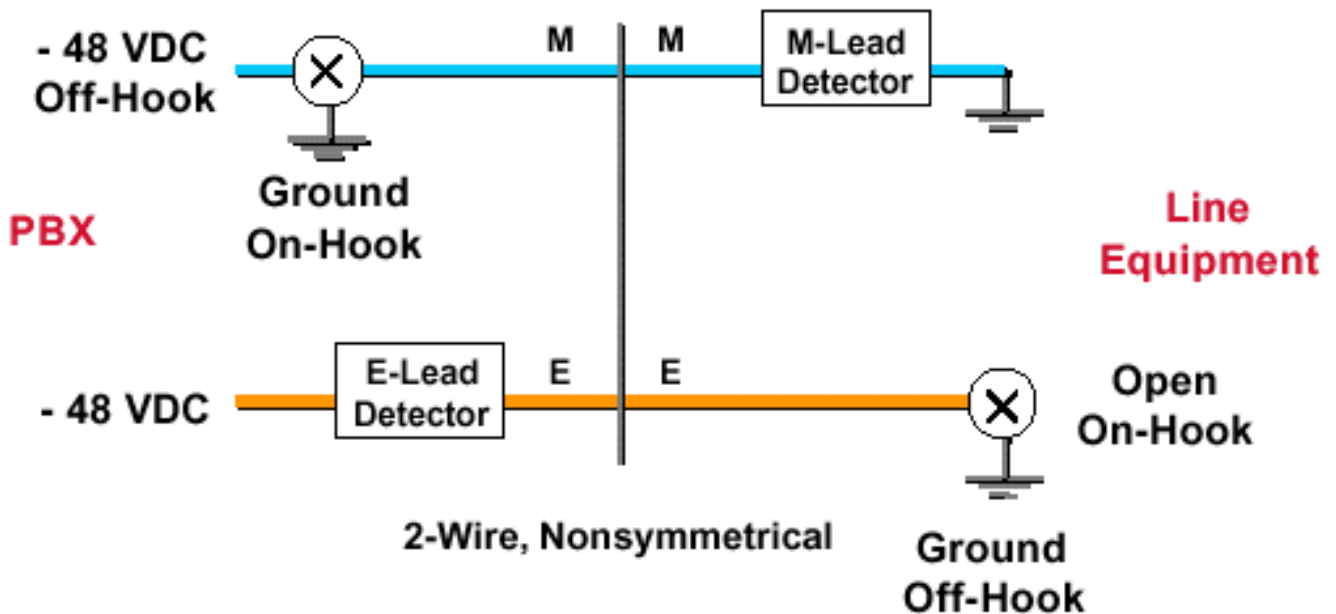 - 48 VDC
Off-Hook
M
M
M-Lead
Detector
Ground
On-Hook
PBX
Line
Equipment
- 48 VDC
E-Lead
Detector
E
E
Open
On-Hook
2-Wire, Nonsymmetrical
Ground
Off-Hook